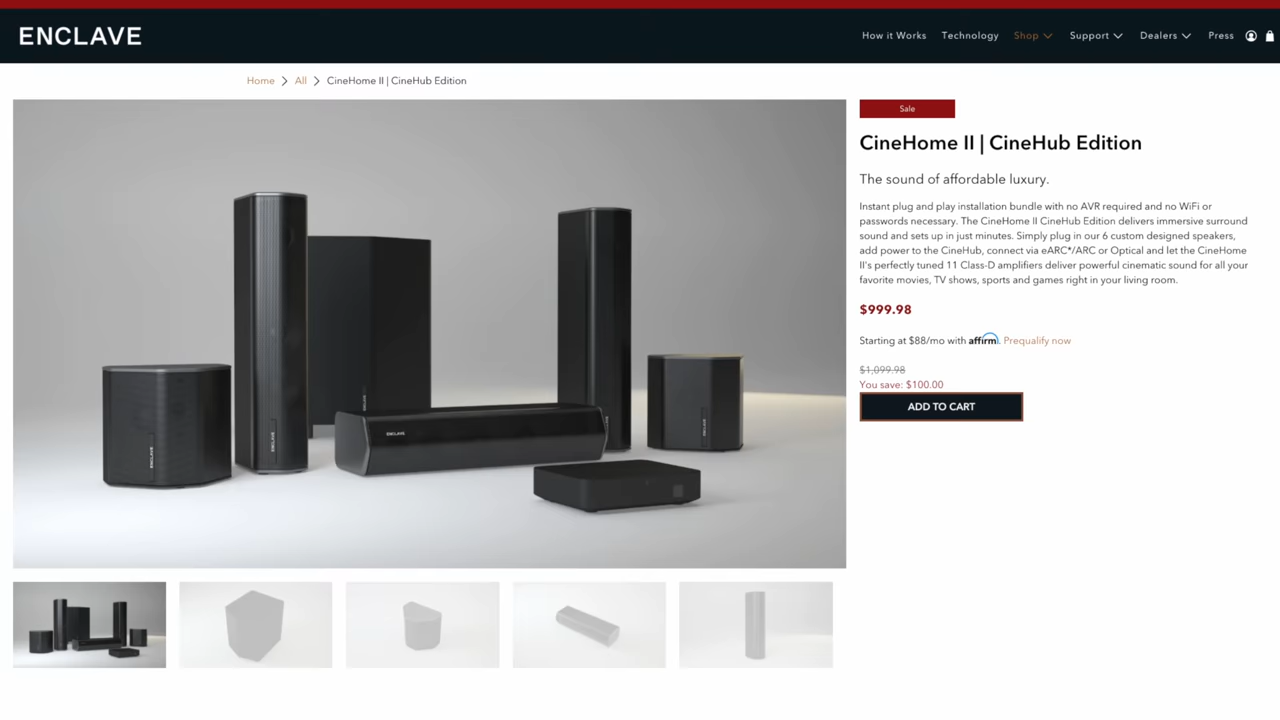 ENCLAVE
How it Works Technology Shop Support Dealers Press
Home All CineHome II | CineHub Edition
Sale
CineHome II | CineHub Edition
The sound of affordable luxury.
Instant plug and play installation bundle with no AVR required and no WiFi or
passwords necessary. The CineHome II CineHub Edition delivers immersive surround
sound and sets up in just minutes. Simply plug in our 6 custom designed speakers,
add power to the CineHub, connect via eARC*/ARC or Optical and let the CineHome
II's perfectly tuned 11 Class-D amplifiers deliver powerful cinematic sound for all your
favorite movies, TV shows, sports and games right in your living room.
$999.98
Starting at $88/mo with affirm. Prequalify now
$1,099.98
You save: $100.00
ADD TO CART
ENCLAVE
ENCLAVE
ENCLAVE
ENCLAVE
ENCLAVE